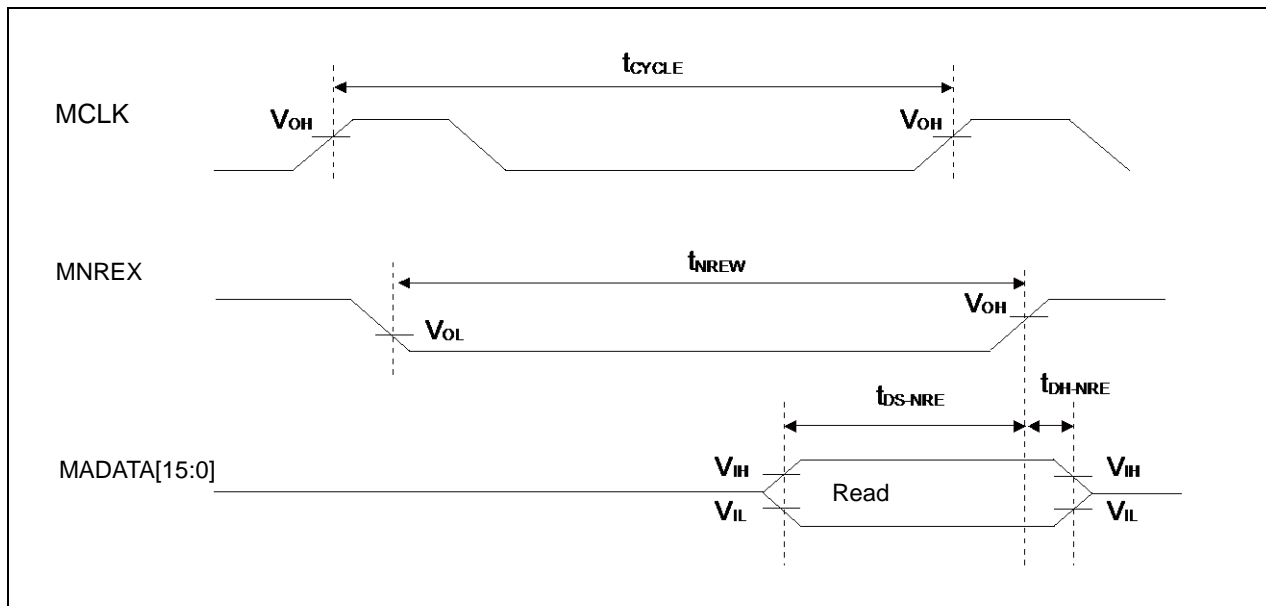 tCYCLE
MCLK
VOH
VOH
MNREX
tNREW
VOH
VOL
tDS-NRE
tDH-NRE
MADATA[15:0]
VIH
VIH
Read
VIL
VIL